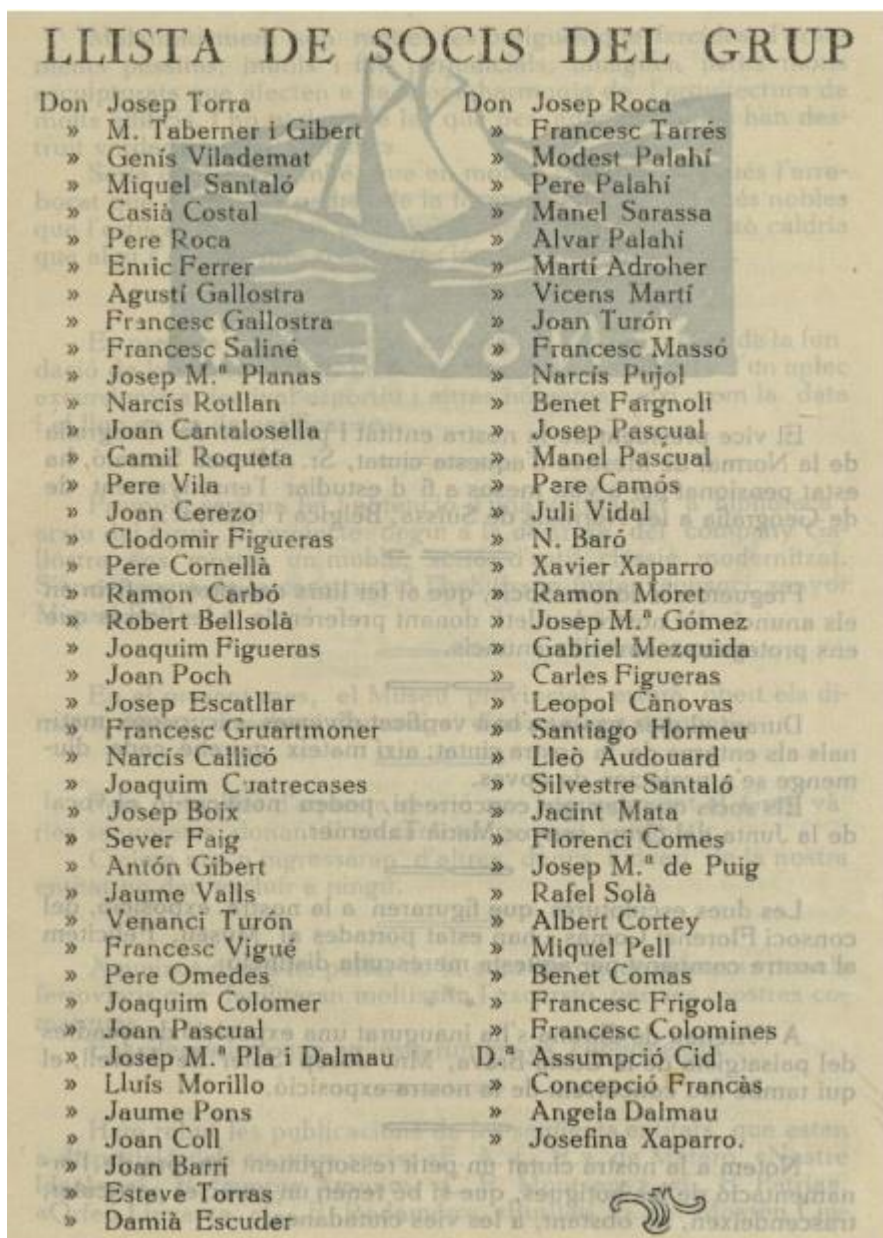 LLISTA DE SOCIS DEL GRUP
Don Josep Torra
» M. Taberner i Gibert
» Genís Vilademat
» Miquel Santaló
» Casià Costal
» Pere Roca
» Enric Ferrer
» Agustí Gallostra
» Francesc Gallostra
» Francesc Saliné
» Josep M.ª Planas
» Narcís Rotllan
» Joan Cantalosella
» Camil Roqueta
» Pere Vila
» Joan Cerezo
» Clodomir Figueras
» Pere Cornellà
» Ramon Carbó
» Robert Bellsolà
» Joaquim Figueras
» Joan Poch
» Josep Escatllar
» Francesc Gruartmoner
» Narcís Callicó
» Joaquim Cuatrecases
» Josep Boix
» Sever Faig
» Antón Gibert
» Jaume Valls
» Venanci Turón
» Francesc Vigué
» Pere Omedes
» Joaquim Colomer
» Joan Pascual
» Josep M.ª Pla i Dalmau
» Lluís Morillo
» Jaume Pons
» Joan Coll
» Joan Barrí
» Esteve Torras
» Damià Escuder
Don Josep Roca
» Francesc Tarrés
» Modest Palahí
» Pere Palahí
» Manel Sarassa
» Alvar Palahí
» Martí Adroher
» Vicens Martí
» Joan Turón
» Francesc Massó
» Narcís Pujol
» Benet Fargnoli
» Josep Pascual
» Manel Pascual
» Pere Camós
» Juli Vidal
» N. Baró
» Xavier Xaparro
» Ramon Moret
» Josep M.ª Gómez
» Gabriel Mezquida
» Carles Figueras
» Leopol Cànovas
» Santiago Hormeu
» Lleò Audouard
» Silvestre Santaló
» Jacint Mata
» Florenci Comes
» Josep M.ª de Puig
» Rafel Solà
» Albert Cortey
» Miquel Pell
» Benet Comas
» Francesc Frigola
» Francesc Colomines
D.ª Assumpció Cid
» Concepció Francàs
» Angela Dalmau
» Josefina Xaparro.